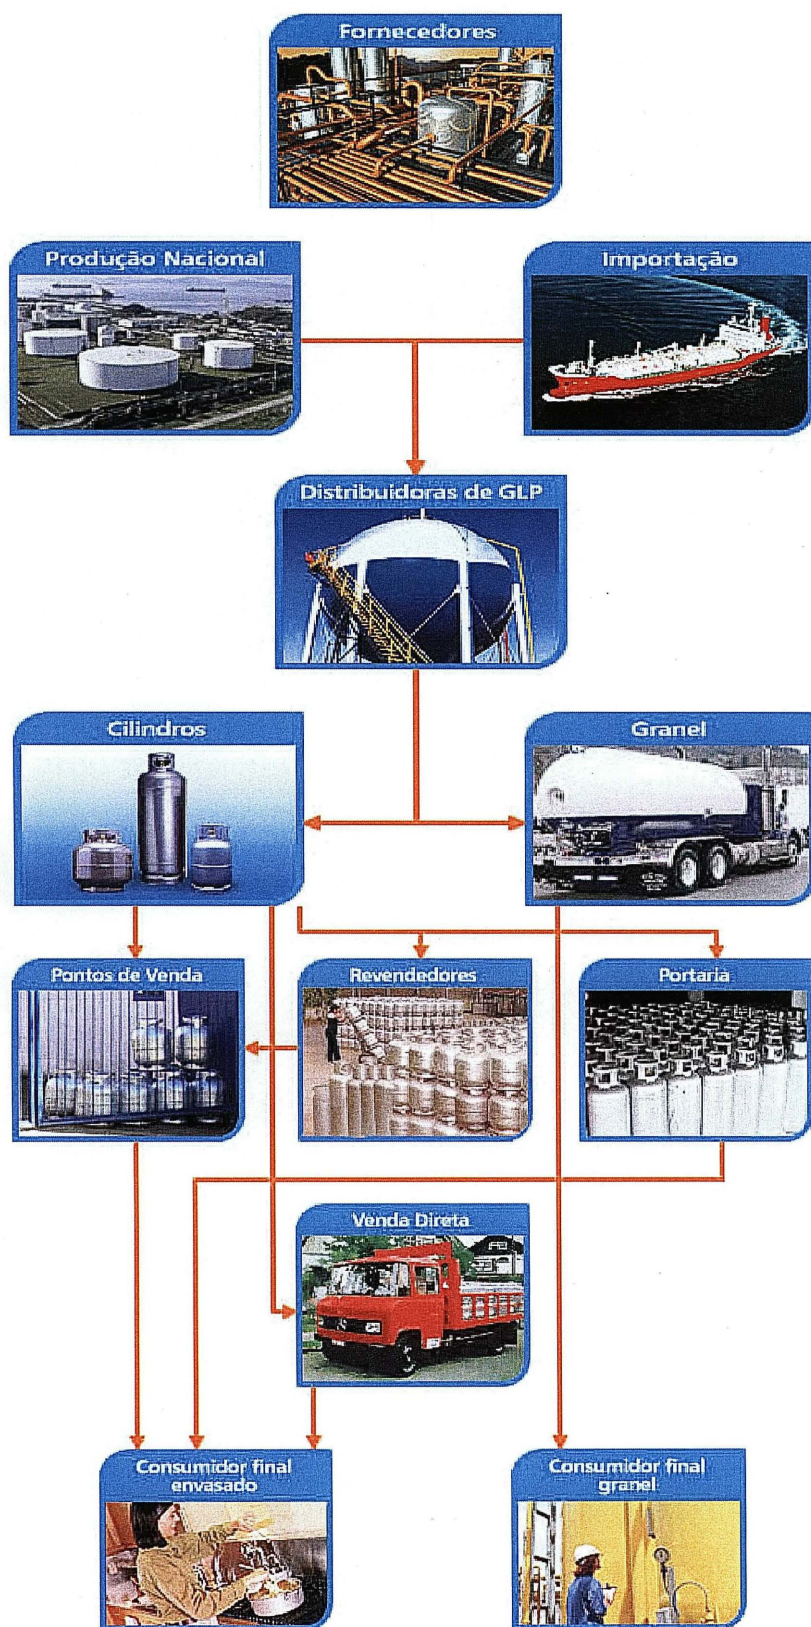 Fornecedores
Produção Nacional
Importação
Distribuidoras de GLP
Cilindros
Granel
Pontos de Venda
Revendedores
Portaria
Venda Direta
Consumidor final
envasado
Consumidor final
granel